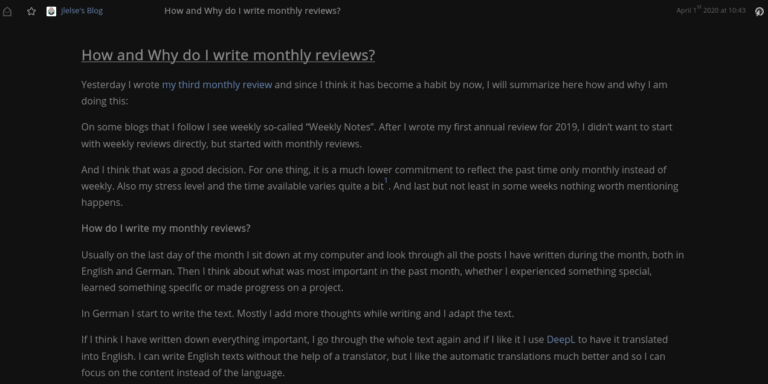 jlelse's Blog
How and Why do I write monthly reviews?
April 1st 2020 at 10:43
How and Why do I write monthly reviews?
Yesterday I wrote my third monthly review and since I think it has become a habit by now, I will summarize here how and why I am
doing this:
On some blogs that I follow I see weekly so-called “Weekly Notes”. After I wrote my first annual review for 2019, I didn’t want to start
with weekly reviews directly, but started with monthly reviews.
And I think that was a good decision. For one thing, it is a much lower commitment to reflect the past time only monthly instead of
weekly. Also my stress level and the time available varies quite a bit1. And last but not least in some weeks nothing worth mentioning
happens.
How do I write my monthly reviews?
Usually on the last day of the month I sit down at my computer and look through all the posts I have written during the month, both in
English and German. Then I think about what was most important in the past month, whether I experienced something special,
learned something specific or made progress on a project.
In German I start to write the text. Mostly I add more thoughts while writing and I adapt the text.
If I think I have written down everything important, I go through the whole text again and if I like it I use DeepL to have it translated
into English. I can write English texts without the help of a translator, but I like the automatic translations much better and so I can
focus on the content instead of the language.